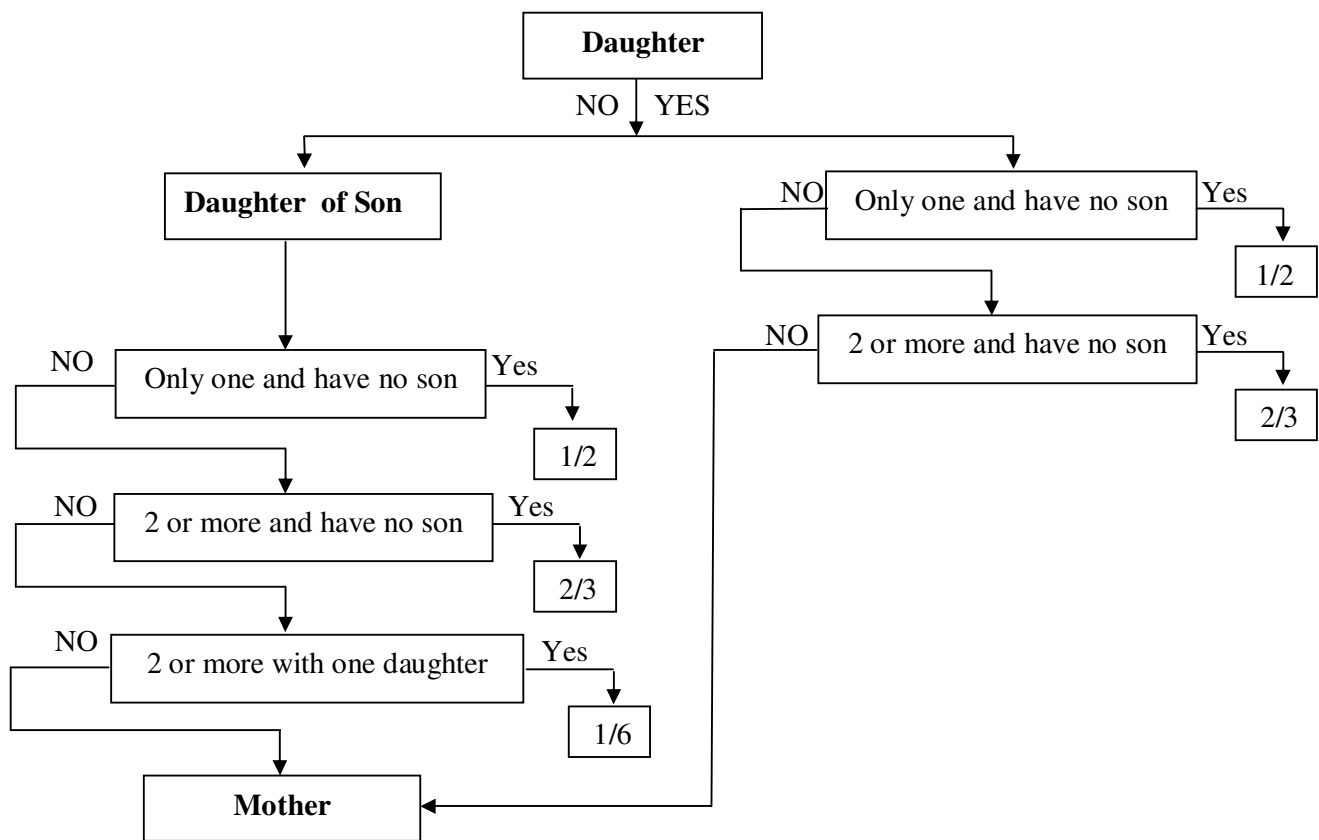 Daughter
NO YES
Daughter of Son
NO
Only one and have no son
Yes
1/2
NO
2 or more and have no son
Yes
2/3
NO
Only one and have no son
Yes
1/2
NO
2 or more and have no son
Yes
2/3
NO
2 or more with one daughter
Yes
1/6
Mother